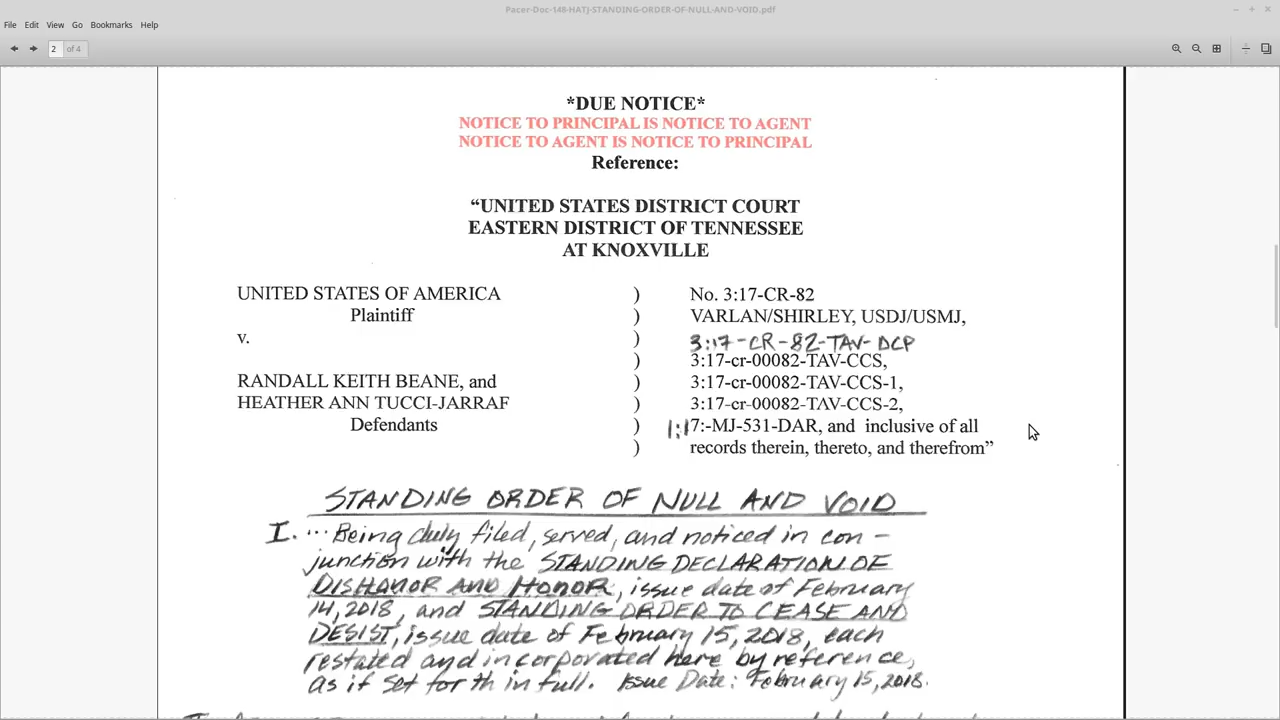 Pacer-Doc-148-HATJ-STANDING-ORDER-OF-NULL-AND-VOID.pdf
File Edit View Go Bookmarks Help
2 of 4
*DUE NOTICE*
NOTICE TO PRINCIPAL IS NOTICE TO AGENT
NOTICE TO AGENT IS NOTICE TO PRINCIPAL
Reference:
“UNITED STATES DISTRICT COURT
EASTERN DISTRICT OF TENNESSEE
AT KNOXVILLE
UNITED STATES OF AMERICA ) No. 3:17-CR-82
Plaintiff ) VARLAN/SHIRLEY, USDJ/USMJ,
v. ) 3:17-CR-82-TAV-DCP
) 3:17-cr-00082-TAV-CCS,
RANDALL KEITH BEANE, and ) 3:17-cr-00082-TAV-CCS-1,
HEATHER ANN TUCCI-JARRAF ) 3:17-cr-00082-TAV-CCS-2,
Defendants ) 1:17:-MJ-531-DAR, and inclusive of all
) records therein, thereto, and therefrom”
STANDING ORDER OF NULL AND VOID
I. ... Being duly filed, served, and noticed in con-
junction with the STANDING DECLARATION OF
DISHONOR AND HONOR, issue date of February
14, 2018, and STANDING ORDER TO CEASE AND
DESIST, issue date of February 15, 2018, each
restated and incorporated here by reference,
as if set forth in full. Issue Date: February 15, 2018.